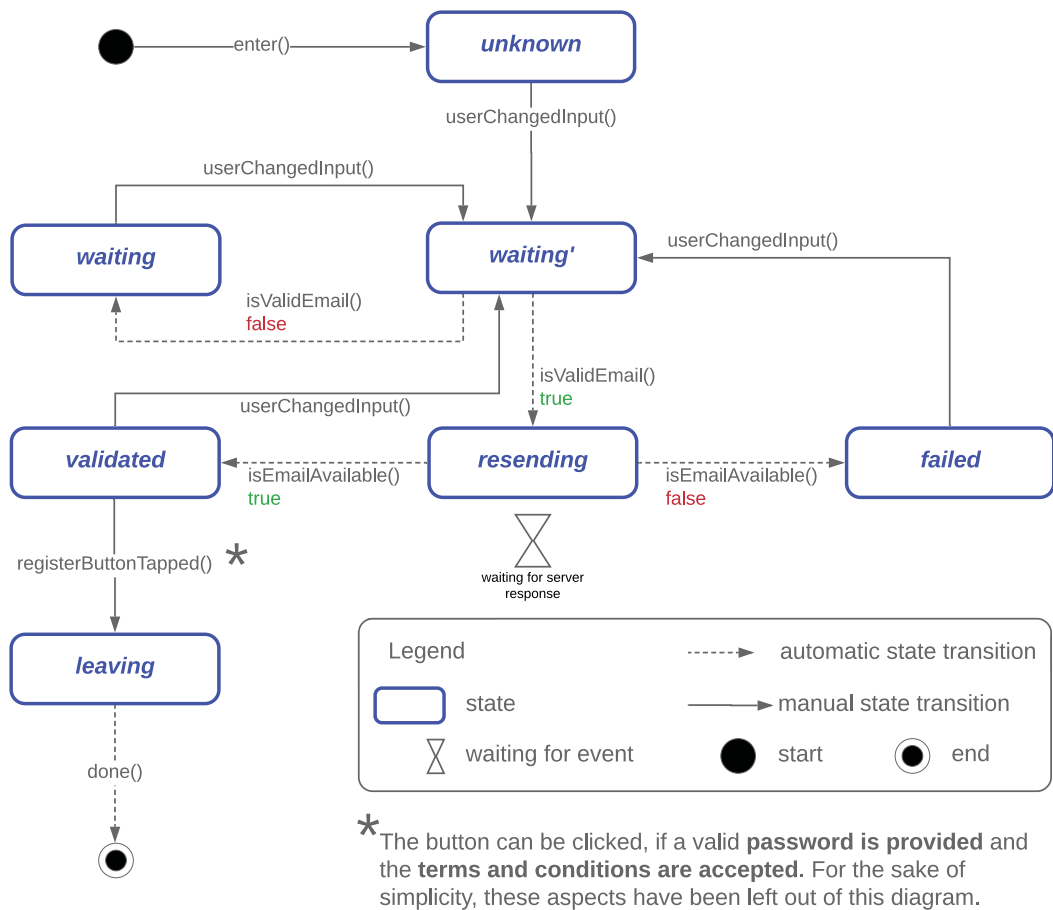 enter()
unknown
userChangedInput()
userChangedInput()
waiting
waiting'
userChangedInput()
isValidEmail()
false
isValidEmail()
true
userChangedInput()
validated
resending
failed
isEmailAvailable()
true
isEmailAvailable()
false
registerButtonTapped() *
waiting for server
response
leaving
Legend
automatic state transition
state
manual state transition
waiting for event
start
end
done()
*The button can be clicked, if a valid password is provided and
the terms and conditions are accepted. For the sake of
simplicity, these aspects have been left out of this diagram.